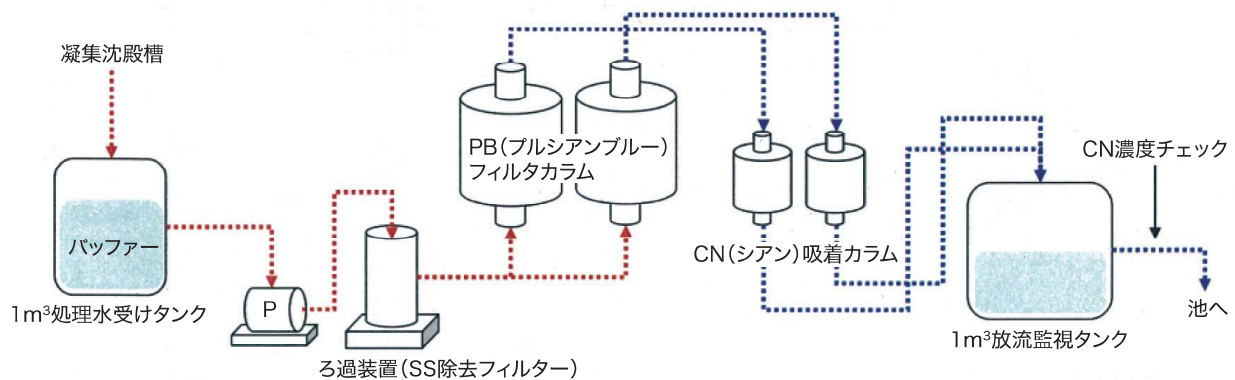 凝集沈殿槽
バッファー
1m³処理水受けタンク
P
ろ過装置（SS除去フィルター）
PB（プルシアンブルー）
フィルタカラム
CN（シアン）吸着カラム
CN濃度チェック
池へ
1m³放流監視タンク